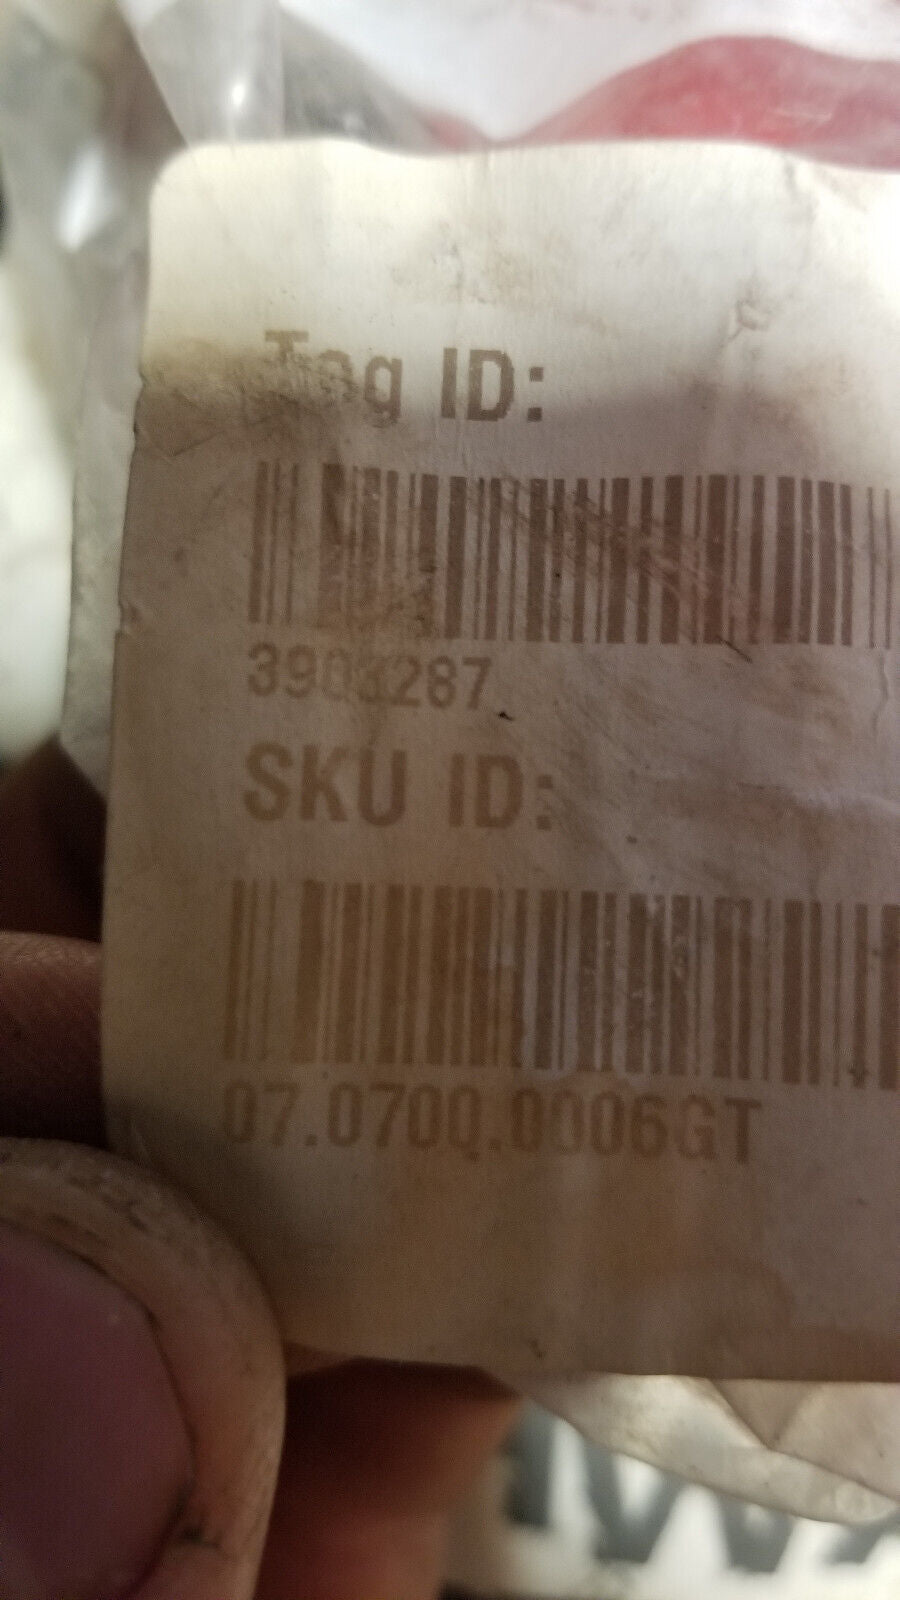 Tag ID:
3903287
SKU ID:
07.0700.0006GT